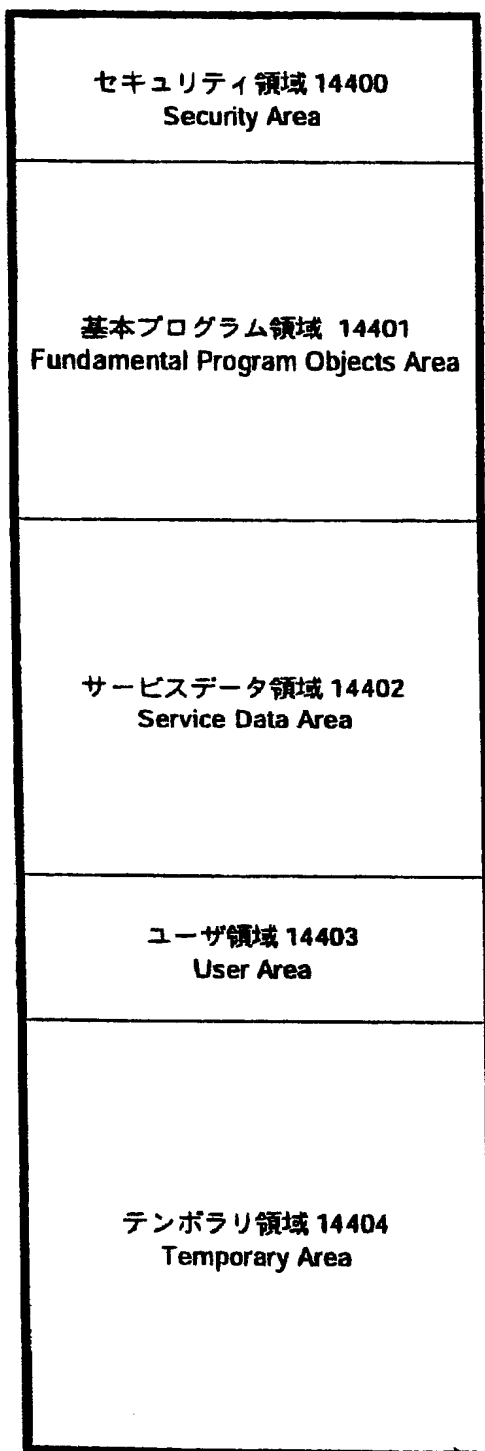 セキュリティ領域 14400
Security Area
基本プログラム領域 14401
Fundamental Program Objects Area
サービスデータ領域 14402
Service Data Area
ユーザ領域 14403
User Area
テンポラリ領域 14404
Temporary Area